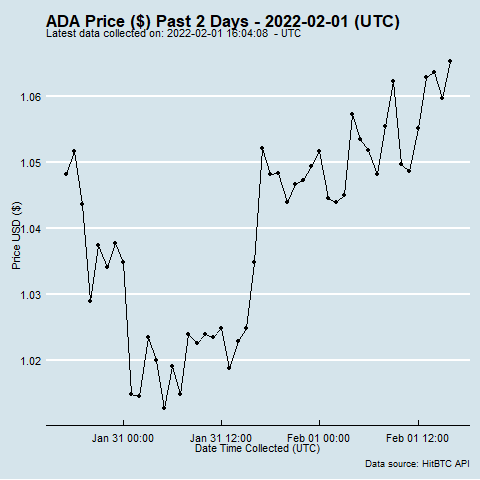 ADA Price ($) Past 2 Days - 2022-02-01 (UTC)
Latest data collected on: 2022-02-01 16:04:08 - UTC
1.06
1.05
1.04
1.03
1.02
Price USD ($)
Jan 31 00:00 Jan 31 12:00 Feb 01 00:00 Feb 01 12:00
Date Time Collected (UTC)
Data source: HitBTC API